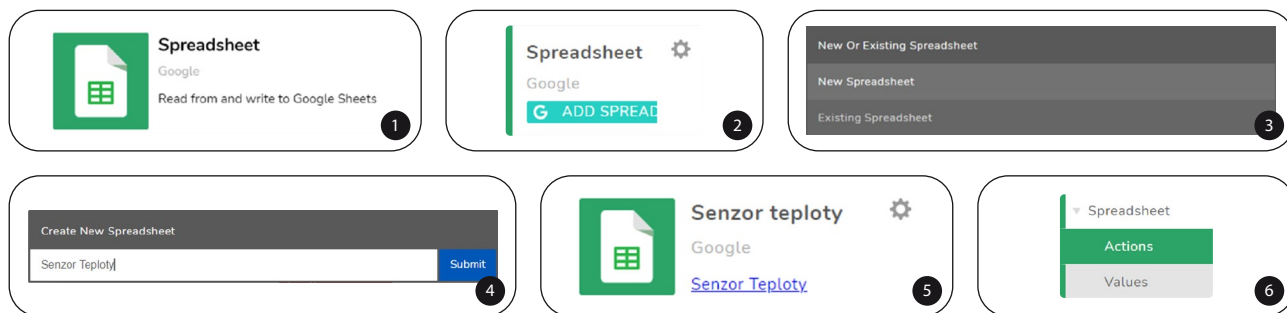 Spreadsheet
Google
Read from and write to Google Sheets
1
Spreadsheet
Google
G ADD SPREAD
2
New Or Existing Spreadsheet
New Spreadsheet
Existing Spreadsheet
3
Create New Spreadsheet
Senzor Teploty
Submit
4
Senzor teploty
Google
Senzor Teploty
5
Spreadsheet
Actions
Values
6